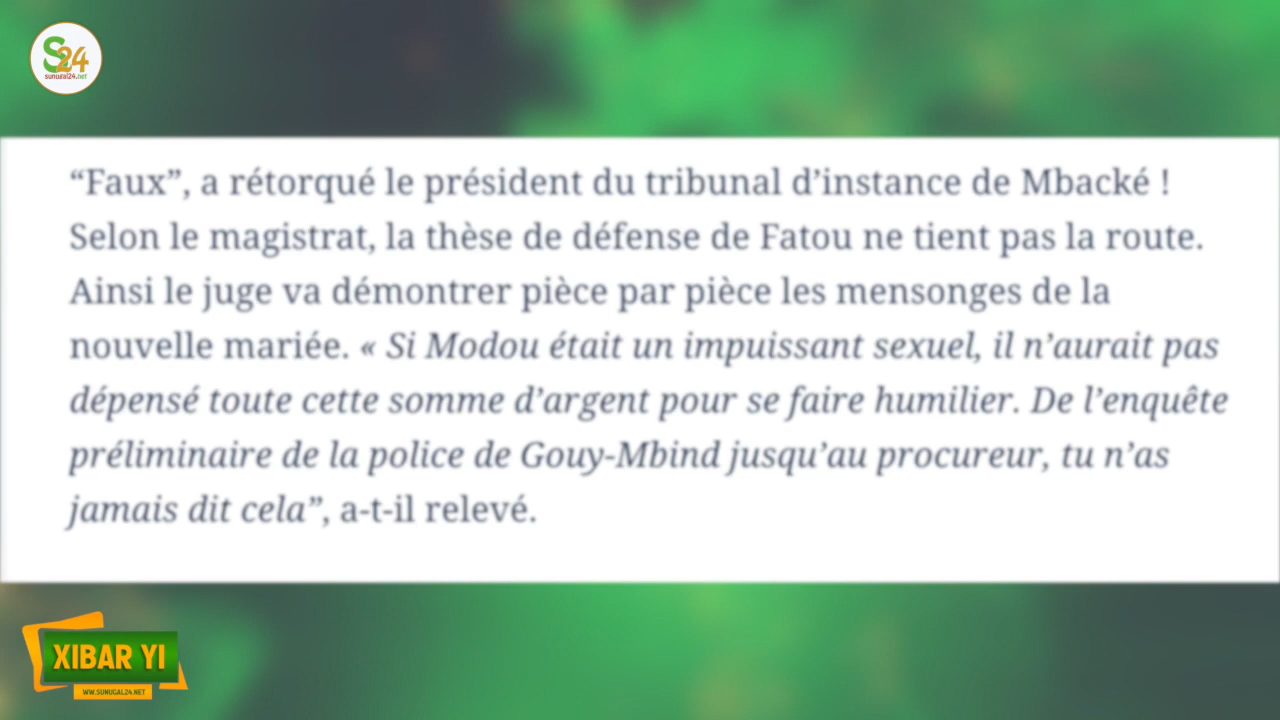 S24
sunugal24.net
“Faux”, a rétorqué le président du tribunal d’instance de Mbacké !
Selon le magistrat, la thèse de défense de Fatou ne tient pas la route.
Ainsi le juge va démontrer pièce par pièce les mensonges de la
nouvelle mariée. « Si Modou était un impuissant sexuel, il n’aurait pas
dépensé toute cette somme d’argent pour se faire humilier. De l’enquête
préliminaire de la police de Gouy-Mbind jusqu’au procureur, tu n’as
jamais dit cela”, a-t-il relevé.
XIBAR YI
WW.SUNUGAL24.NET